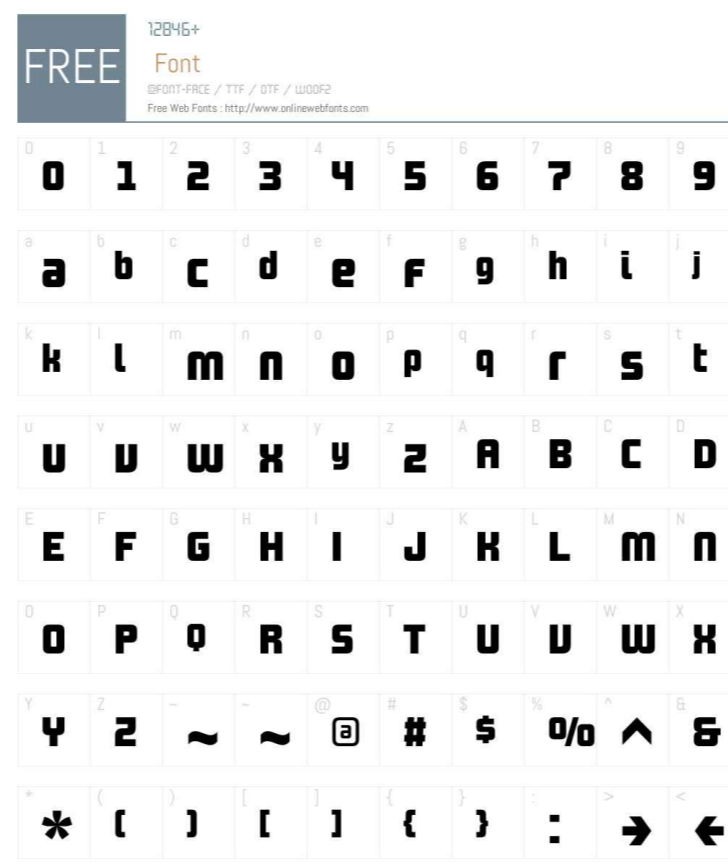 FREE
12846+
Font
@FONT-FACE / TTF / OTF / WOOF2
Free Web Fonts : http://www.onlinewebfonts.com
0 1 2 3 4 5 6 7 8 9
0 1 2 3 4 5 6 7 8 9
a b c d e f g h i j
a b c d e f g h i j
k l m n o p q r s t
k l m n o p q r s t
u v w x y z A B C D
u v w x y z A B C D
E F G H I J K L M N
E F G H I J K L M N
O P Q R S T U V W X
O P Q R S T U V W X
Y Z ~ ~ @ # $ % ^ &
Y Z ~ ~ @ # $ % ^ &
* ( ) [ ] { } : > <
* ( ) [ ] { } : → ←